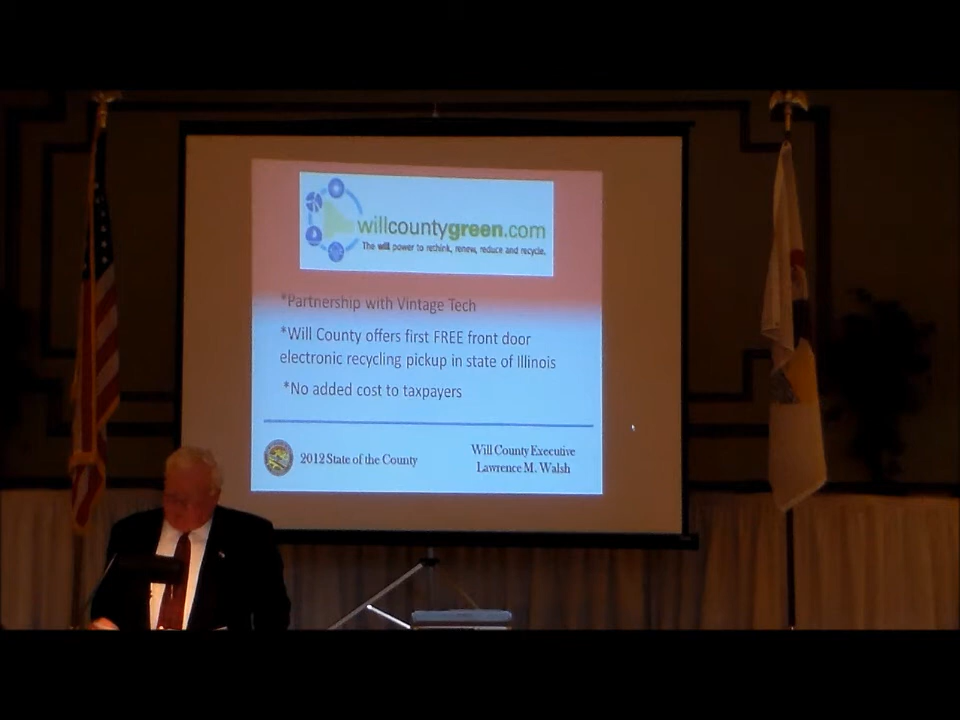 willcountygreen.com
The will power to rethink, renew, reduce and recycle.
*Partnership with Vintage Tech
*Will County offers first FREE front door
electronic recycling pickup in state of Illinois
*No added cost to taxpayers
2012 State of the County
Will County Executive
Lawrence M. Walsh